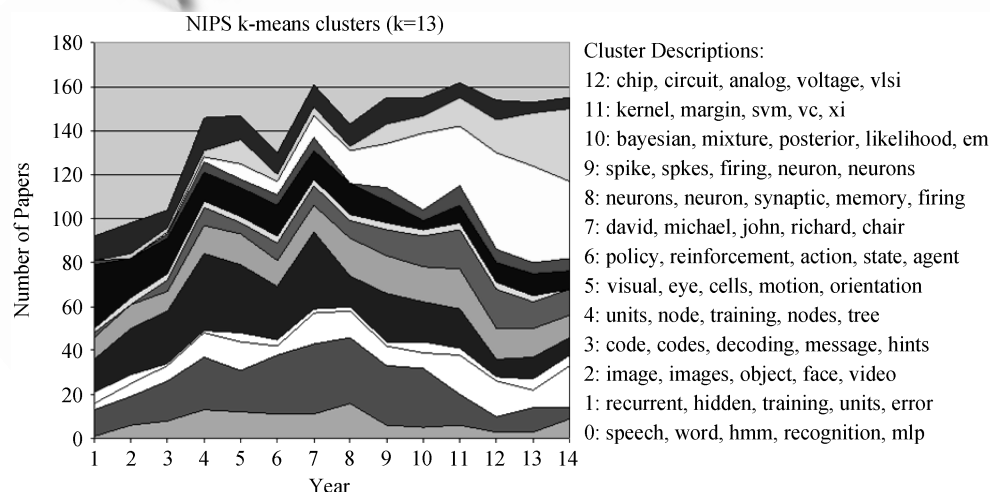 NIPS k-means clusters (k=13)
180
160
140
120
100
80
60
40
20
0
Number of Papers
1 2 3 4 5 6 7 8 9 10 11 12 13 14
Year
Cluster Descriptions:
12: chip, circuit, analog, voltage, vlsi
11: kernel, margin, svm, vc, xi
10: bayesian, mixture, posterior, likelihood, em
9: spike, spkes, firing, neuron, neurons
8: neurons, neuron, synaptic, memory, firing
7: david, michael, john, richard, chair
6: policy, reinforcement, action, state, agent
5: visual, eye, cells, motion, orientation
4: units, node, training, nodes, tree
3: code, codes, decoding, message, hints
2: image, images, object, face, video
1: recurrent, hidden, training, units, error
0: speech, word, hmm, recognition, mlp